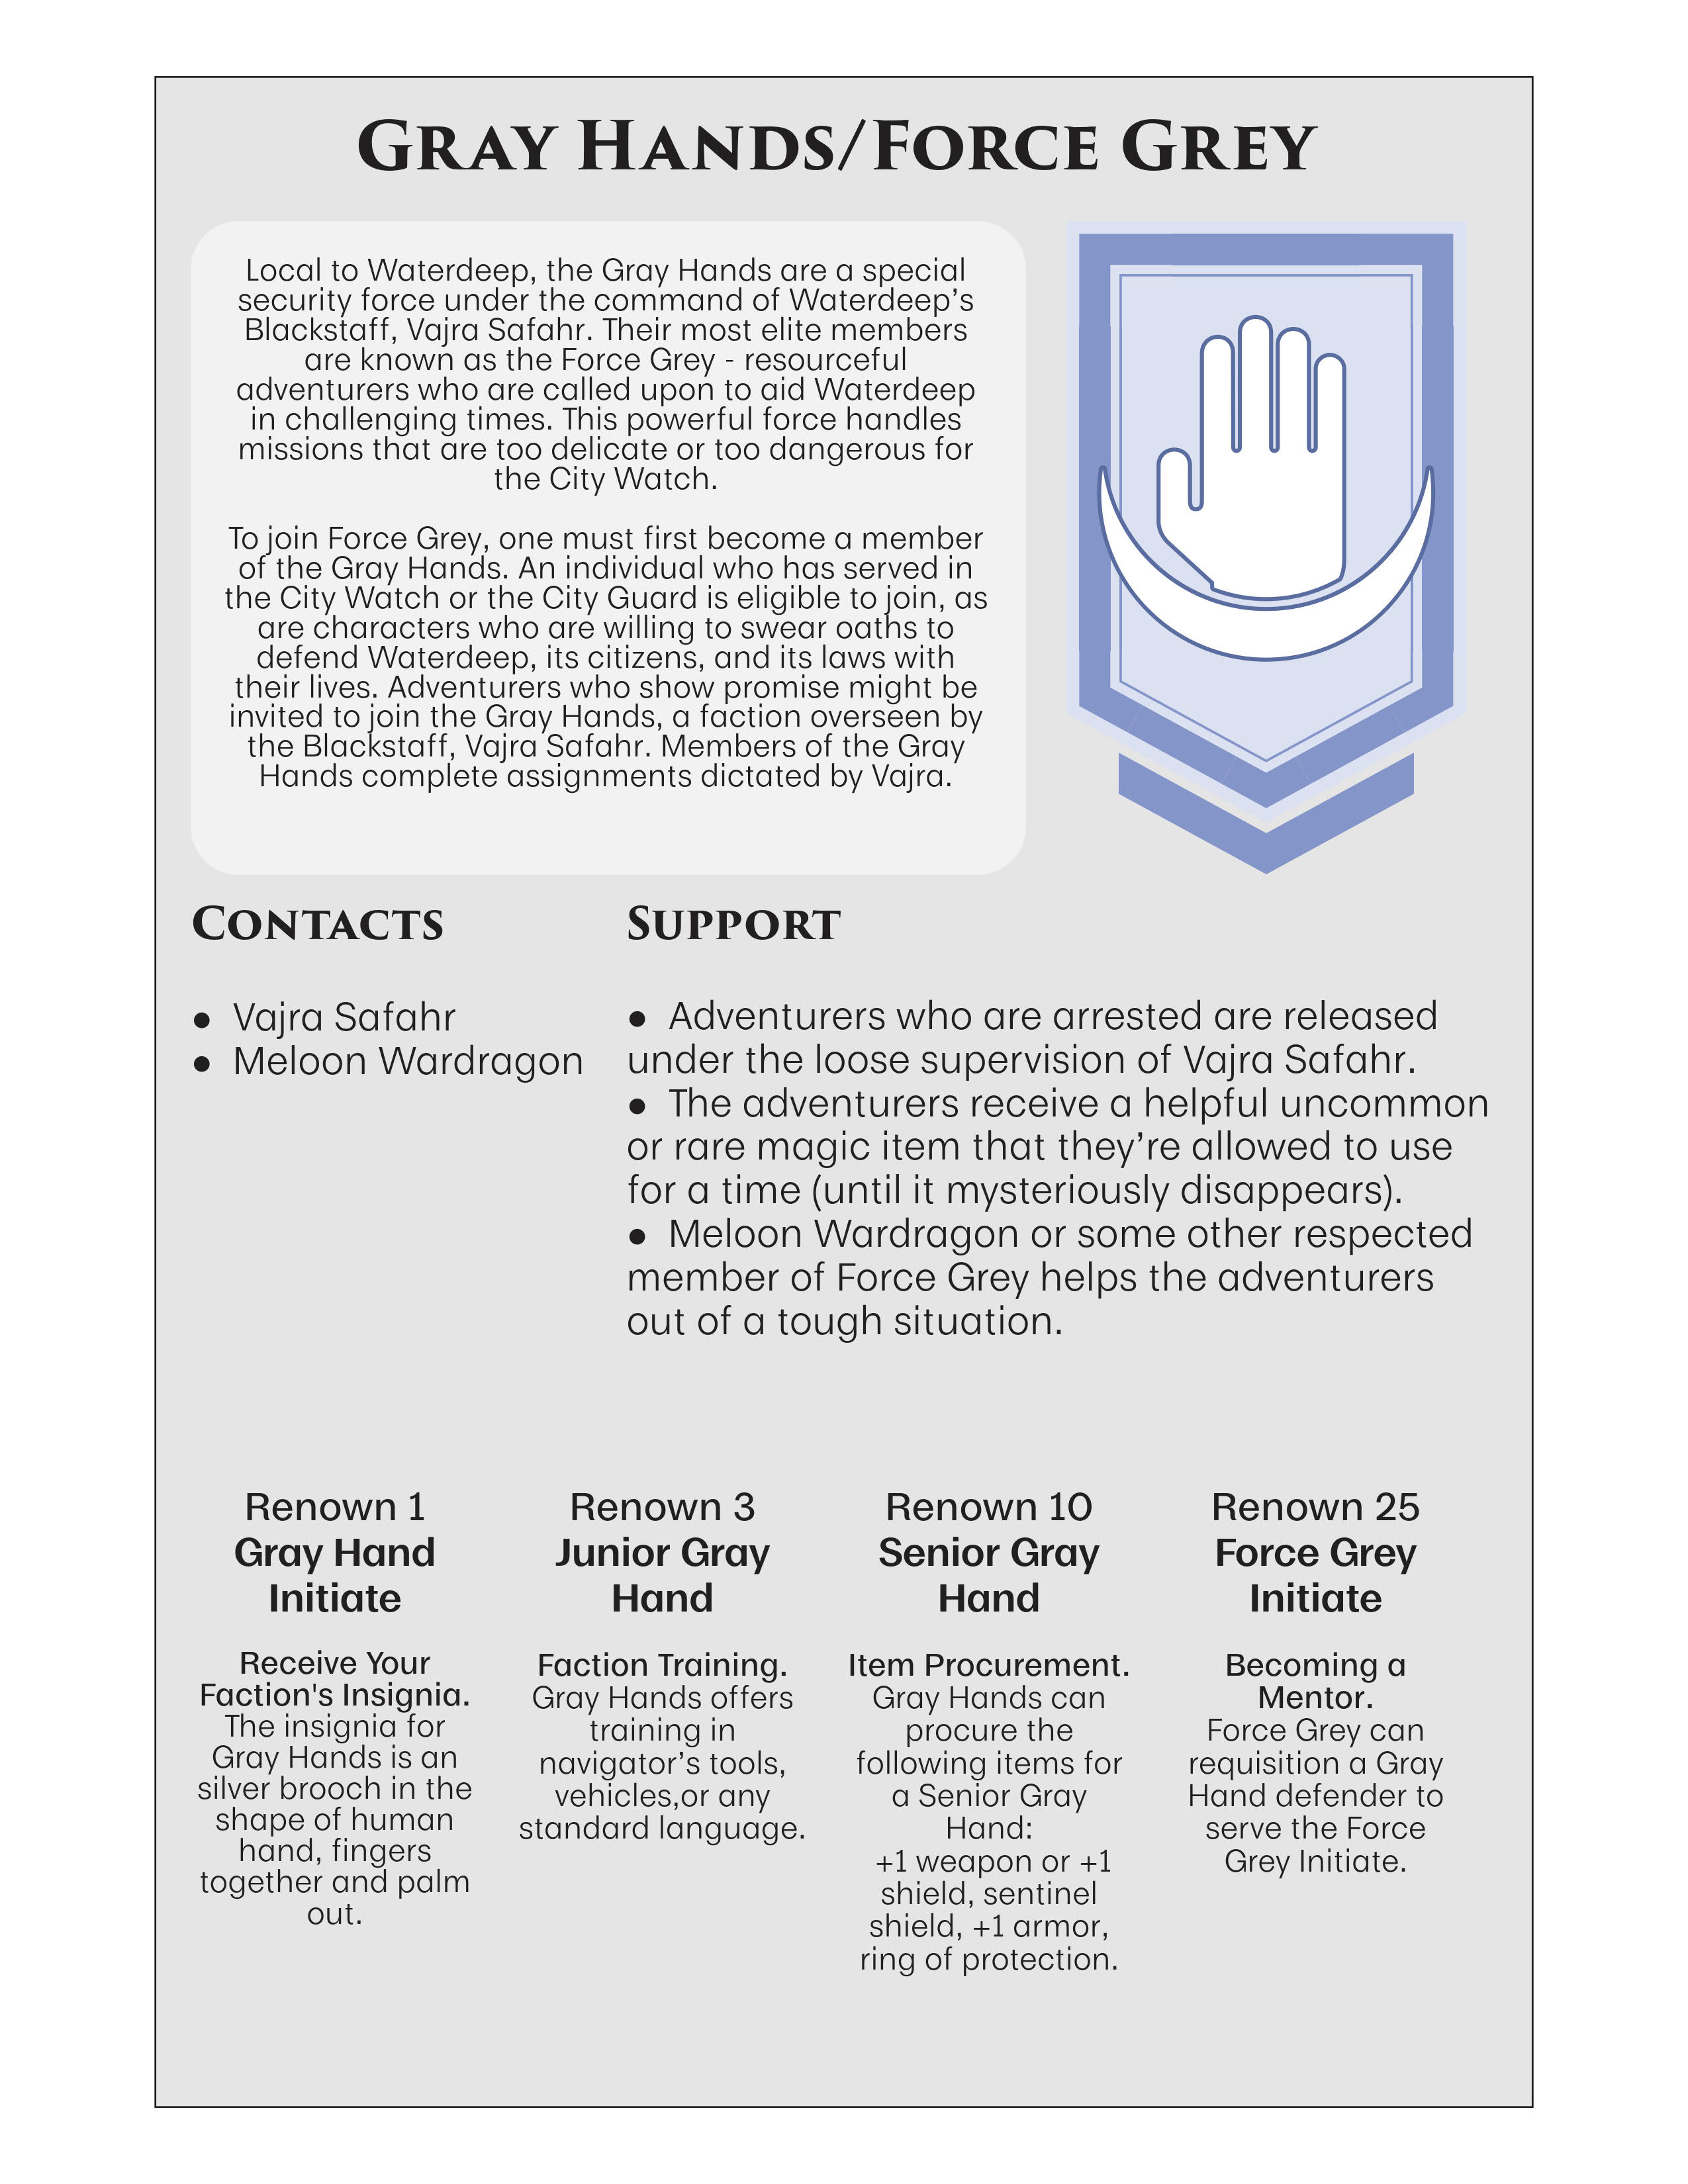 Gray Hands/Force Grey
Local to Waterdeep, the Gray Hands are a special
security force under the command of Waterdeep’s
Blackstaff, Vajra Safahr. Their most elite members
are known as the Force Grey - resourceful
adventurers who are called upon to aid Waterdeep
in challenging times. This powerful force handles
missions that are too delicate or too dangerous for
the City Watch.
To join Force Grey, one must first become a member
of the Gray Hands. An individual who has served in
the City Watch or the City Guard is eligible to join, as
are characters who are willing to swear oaths to
defend Waterdeep, its citizens, and its laws with
their lives. Adventurers who show promise might be
invited to join the Gray Hands, a faction overseen by
the Blackstaff, Vajra Safahr. Members of the Gray
Hands complete assignments dictated by Vajra.
Contacts
● Vajra Safahr
● Meloon Wardragon
Support
● Adventurers who are arrested are released
under the loose supervision of Vajra Safahr.
● The adventurers receive a helpful uncommon
or rare magic item that they’re allowed to use
for a time (until it mysteriously disappears).
● Meloon Wardragon or some other respected
member of Force Grey helps the adventurers
out of a tough situation.
Renown 1
Gray Hand
Initiate
Receive Your
Faction's Insignia.
The insignia for
Gray Hands is an
silver brooch in the
shape of human
hand, fingers
together and palm
out.
Renown 3
Junior Gray
Hand
Faction Training.
Gray Hands offers
training in
navigator’s tools,
vehicles,or any
standard language.
Renown 10
Senior Gray
Hand
Item Procurement.
Gray Hands can
procure the
following items for
a Senior Gray
Hand:
+1 weapon or +1
shield, sentinel
shield, +1 armor,
ring of protection.
Renown 25
Force Grey
Initiate
Becoming a
Mentor.
Force Grey can
requisition a Gray
Hand defender to
serve the Force
Grey Initiate.